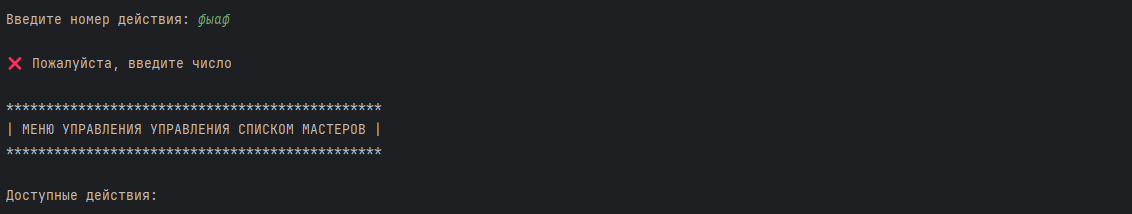 Введите номер действия: фыаф
❌ Пожалуйста, введите число
***********************************************
| МЕНЮ УПРАВЛЕНИЯ УПРАВЛЕНИЯ СПИСКОМ МАСТЕРОВ |
***********************************************
Доступные действия: